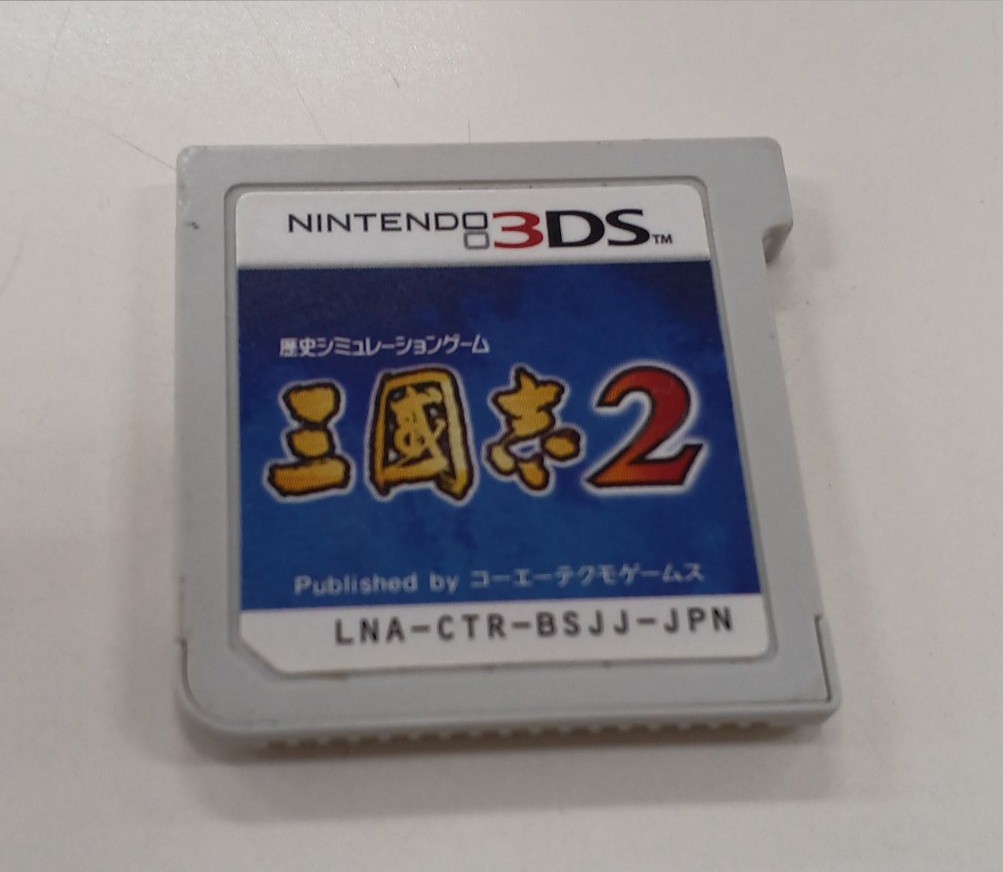 NINTENDO 3DS™
歴史シミュレーションゲーム
三國志2
Published by コーエーテクモゲームス
LNA-CTR-BSJJ-JPN